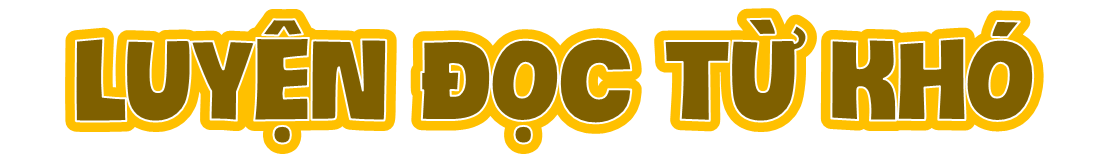 LUYỆN ĐỌC TỪ KHÓ